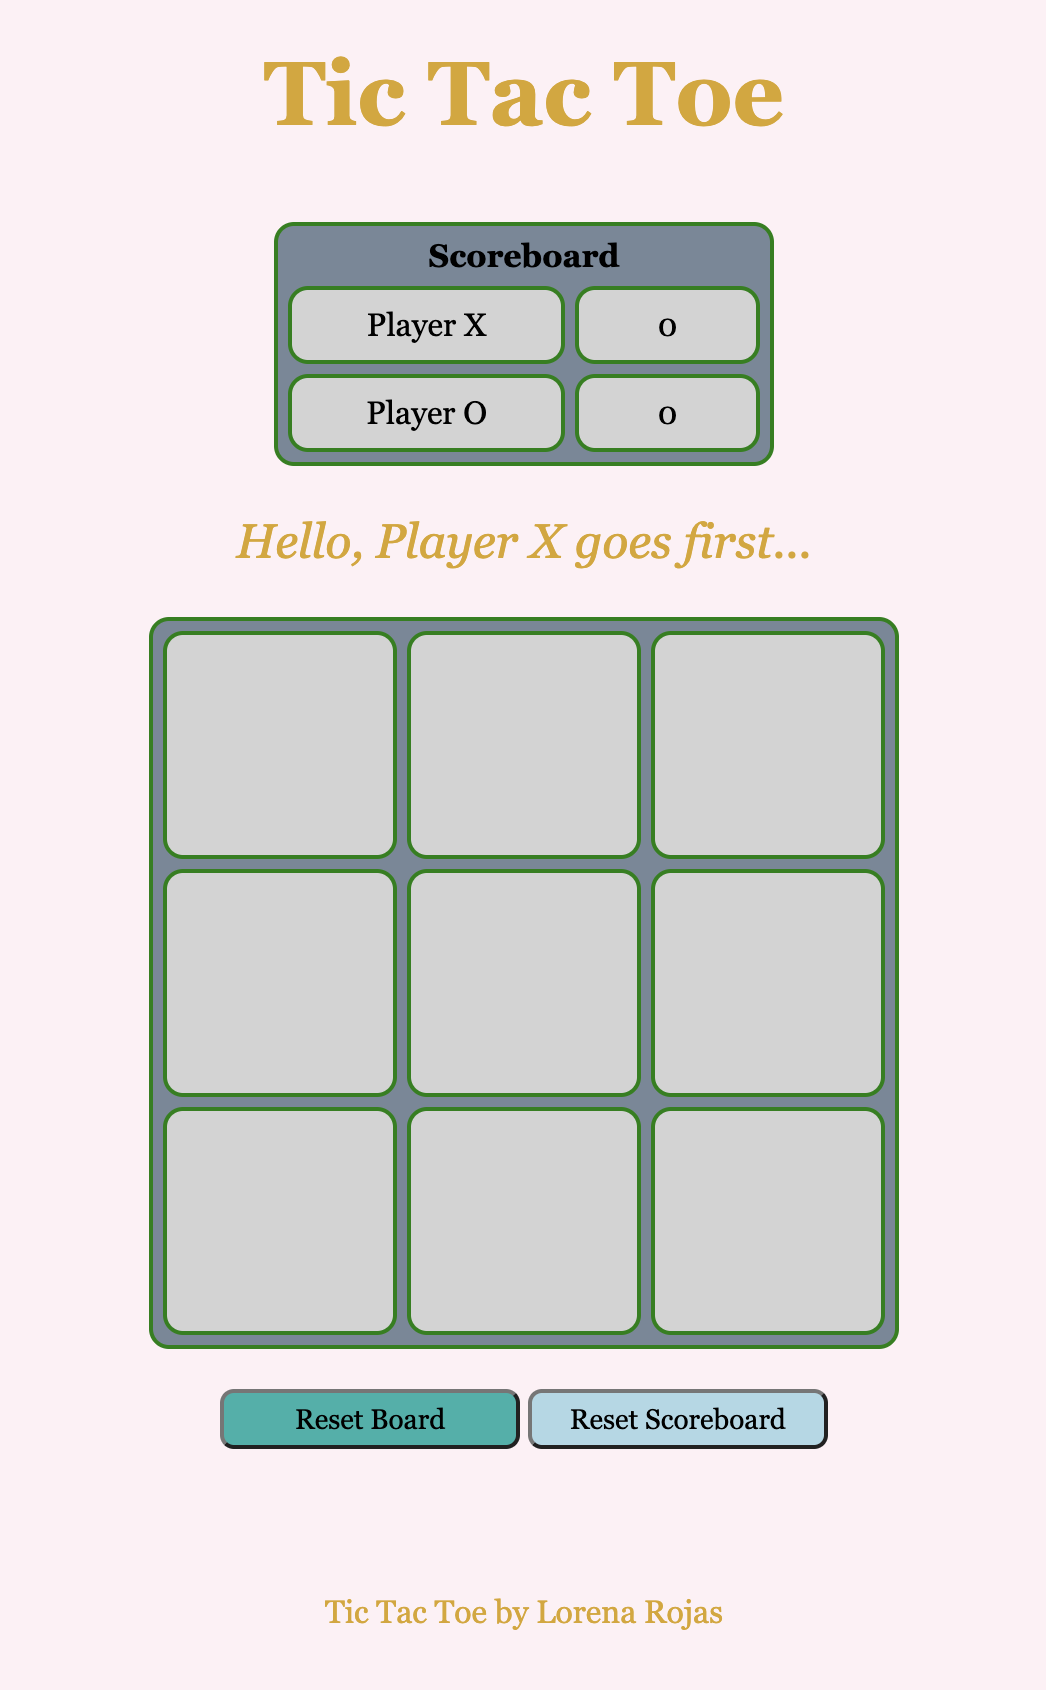 Tic Tac Toe
Scoreboard
Player X 0
Player O 0
Hello, Player X goes first...
Reset Board Reset Scoreboard
Tic Tac Toe by Lorena Rojas